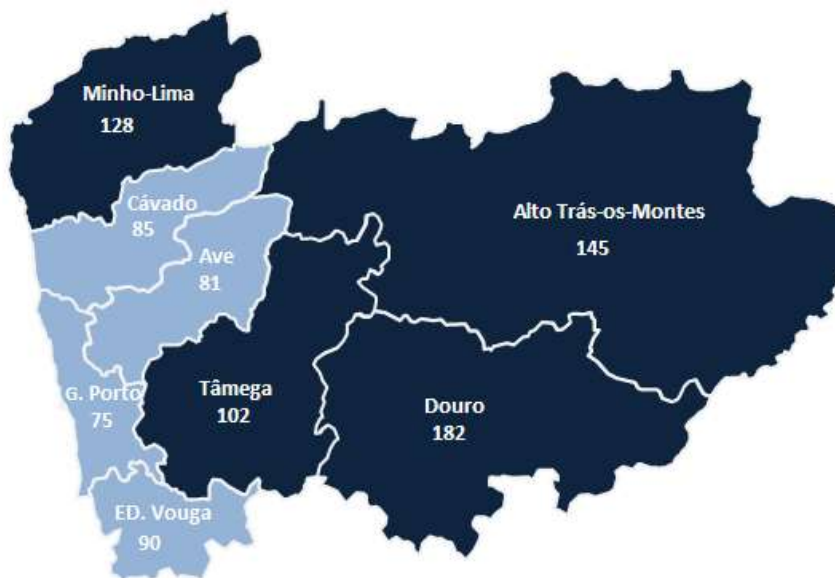 Minho-Lima
128
Cávado
85
Alto Trás-os-Montes
145
Ave
81
G. Porto
75
Tâmega
102
Douro
182
ED. Vouga
90